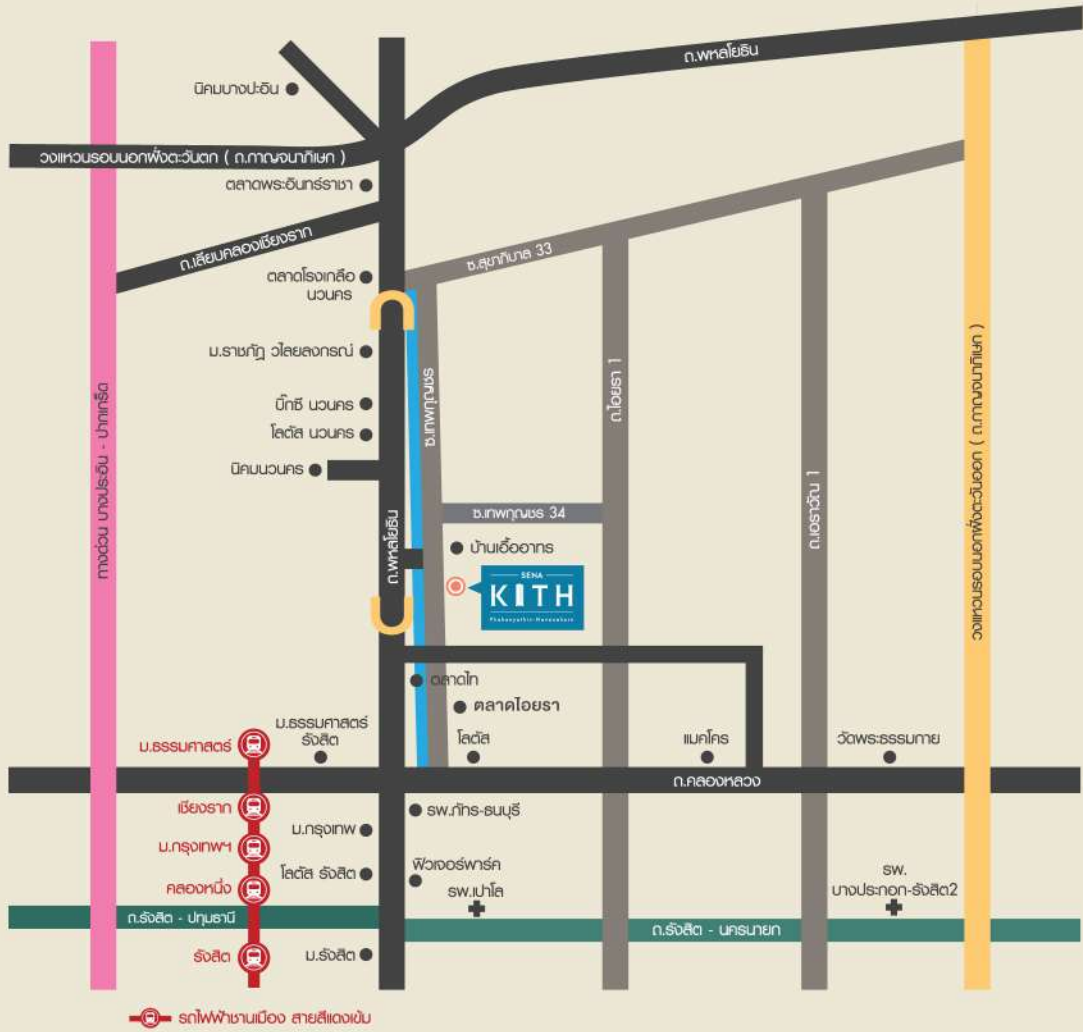 ถ.พหลโยธิน
นิคมบางปะอิน
วงแหวนรอบนอกฝั่งตะวันตก ( ถ.กาญจนาภิเษก )
ตลาดพระอินทร์ราชา
ถ.เลียบคลองเชียงราก
ซ.สุขาภิบาล 33
ตลาดโรงเกลือ
นวนคร
ม.ราชภัฏ วไลยลงกรณ์
บิ๊กซี นวนคร
โลตัส นวนคร
นิคมนวนคร
ทางด่วน บางปะอิน - ปากเกร็ด
ถ.พหลโยธิน
ซ.เทพกุญชร
ถ.ไอยรา 1
ถ.เอราวัณ 1
วงแหวนรอบนอกฝั่งตะวันออก ( ถ.กาญจนาภิเษก )
ซ.เทพกุญชร 34
บ้านเอื้ออาทร
SENA
KITH
Phahonyothin-Navanakorn
ตลาดไท
ตลาดไอยรา
ม.ธรรมศาสตร์
รังสิต
โลตัส
แมคโคร
วัดพระธรรมกาย
ม.ธรรมศาสตร์
ถ.คลองหลวง
เชียงราก
รพ.ภัทร-ธนบุรี
ม.กรุงเทพ
ม.กรุงเทพฯ
โลตัส รังสิต
ฟิวเจอร์พาร์ค
คลองหนึ่ง
รพ.เปาโล
รพ.
บางปะกอก-รังสิต2
ถ.รังสิต - ปทุมธานี
ถ.รังสิต - นครนายก
รังสิต
ม.รังสิต
รถไฟฟ้าชานเมือง สายสีแดงเข้ม